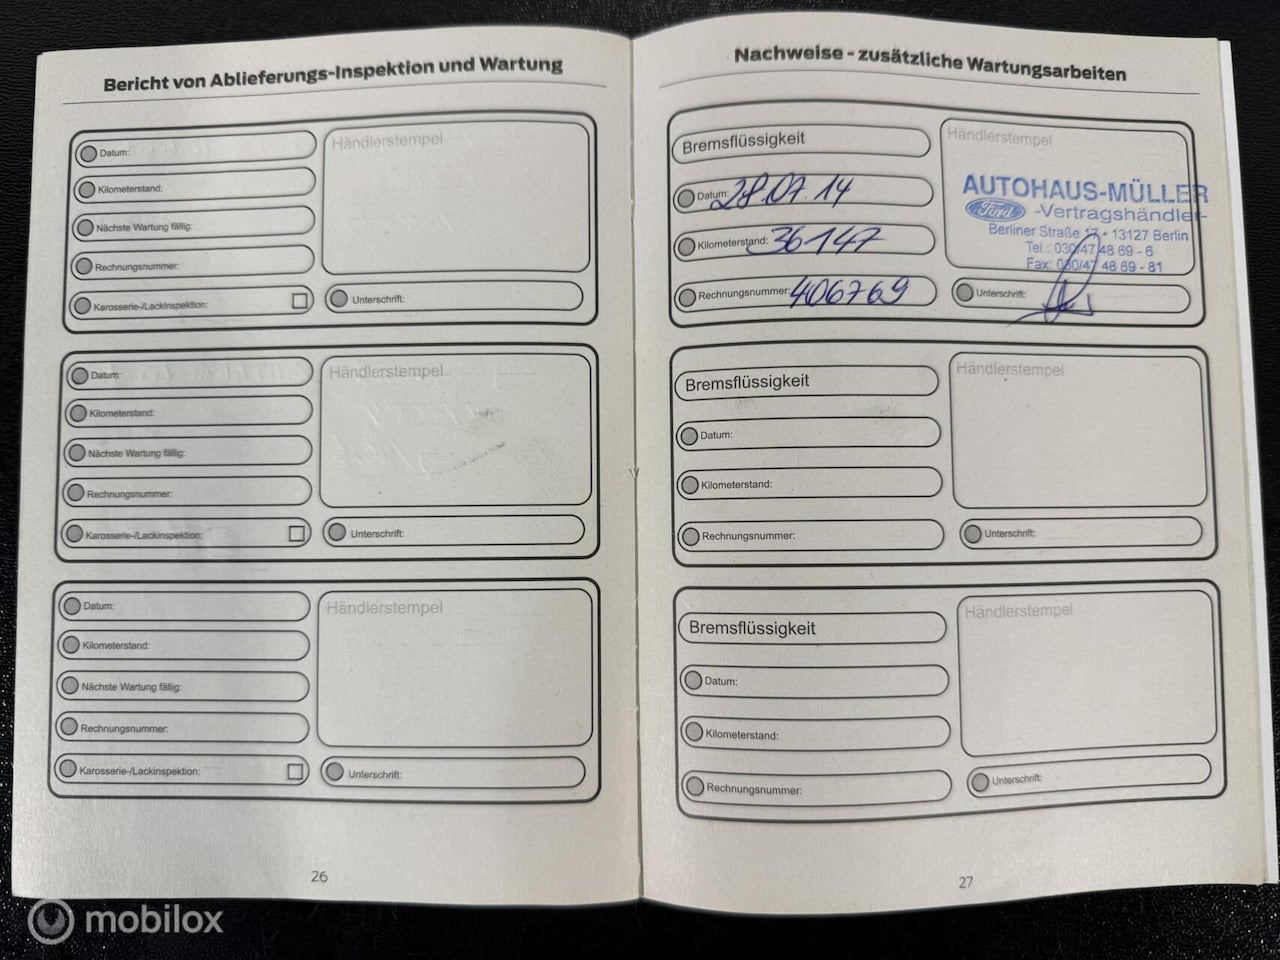 Bericht von Ablieferungs-Inspektion und Wartung
Datum:
Kilometerstand:
Nächste Wartung fällig:
Rechnungsnummer:
Karosserie-/Lackinspektion:
Händlerstempel
Unterschrift:
Datum:
Kilometerstand:
Nächste Wartung fällig:
Rechnungsnummer:
Karosserie-/Lackinspektion:
Händlerstempel
Unterschrift:
Datum:
Kilometerstand:
Nächste Wartung fällig:
Rechnungsnummer:
Karosserie-/Lackinspektion:
Händlerstempel
Unterschrift:
26
Nachweise - zusätzliche Wartungsarbeiten
Bremsflüssigkeit
Datum: 28.07.14
Kilometerstand: 36147
Rechnungsnummer: 406769
Händlerstempel
AUTOHAUS-MÜLLER
Ford -Vertragshändler-
Berliner Straße 17 • 13127 Berlin
Tel.: 030/47 48 69 - 6
Fax: 030/47 48 69 - 81
Unterschrift:
Bremsflüssigkeit
Datum:
Kilometerstand:
Rechnungsnummer:
Händlerstempel
Unterschrift:
Bremsflüssigkeit
Datum:
Kilometerstand:
Rechnungsnummer:
Händlerstempel
Unterschrift:
27
mobilox